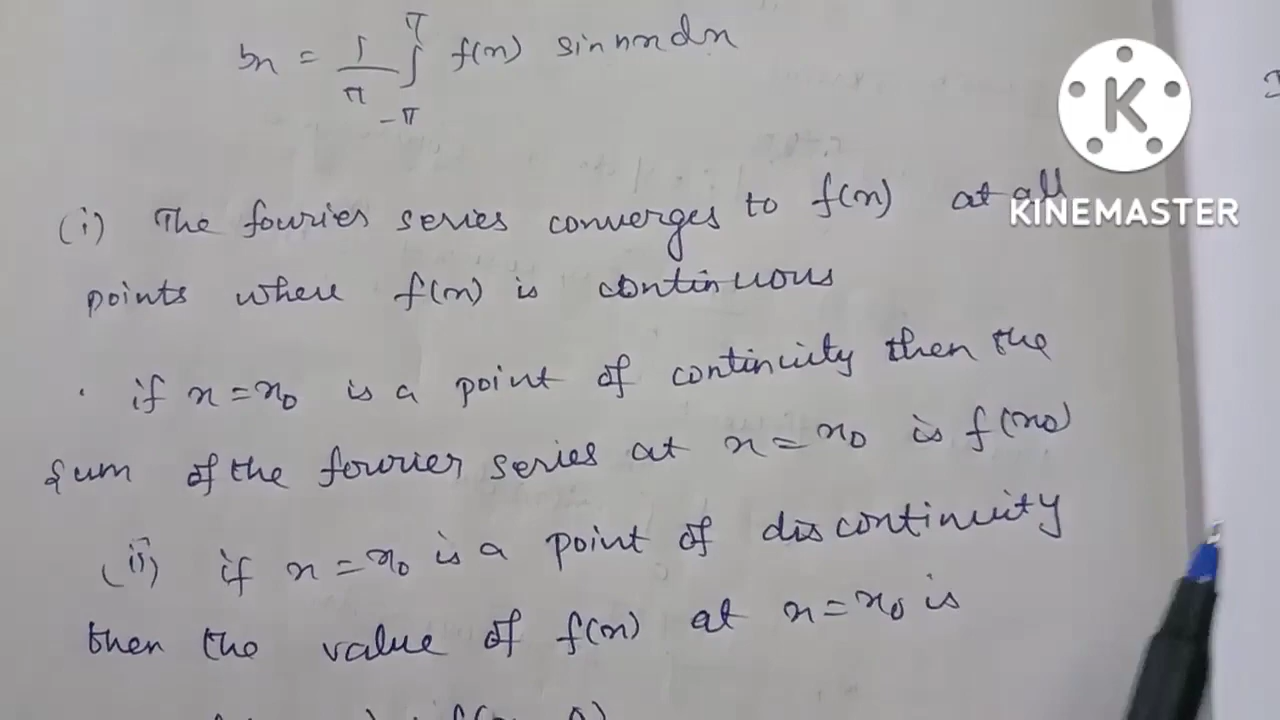 bn = 1/π ∫_{-π}^{π} f(x) sin nx dx
K
KINEMASTER
(i) The fourier series converges to f(x) at all
points where f(x) is continuous
. if x = x0 is a point of continuity then the
sum of the fourier series at x = x0 is f(x0)
(ii) if x = x0 is a point of discontinuity
then the value of f(x) at x = x0 is